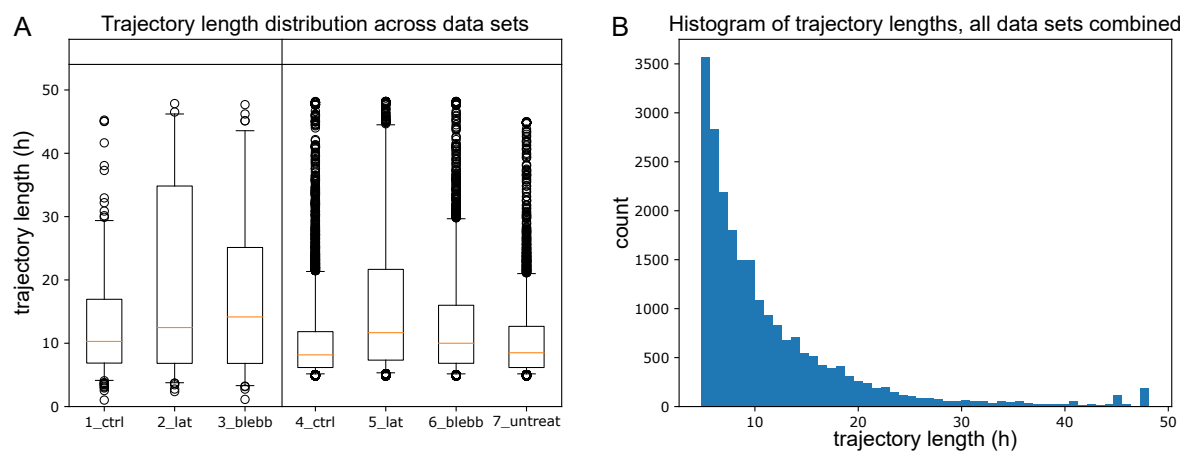 A
Trajectory length distribution across data sets
trajectory length (h)
50
40
30
20
10
0
1_ctrl
2_lat
3_blebb
4_ctrl
5_lat
6_blebb
7_untreat
B
Histogram of trajectory lengths, all data sets combined
count
3500
3000
2500
2000
1500
1000
500
0
10
20
30
40
50
trajectory length (h)